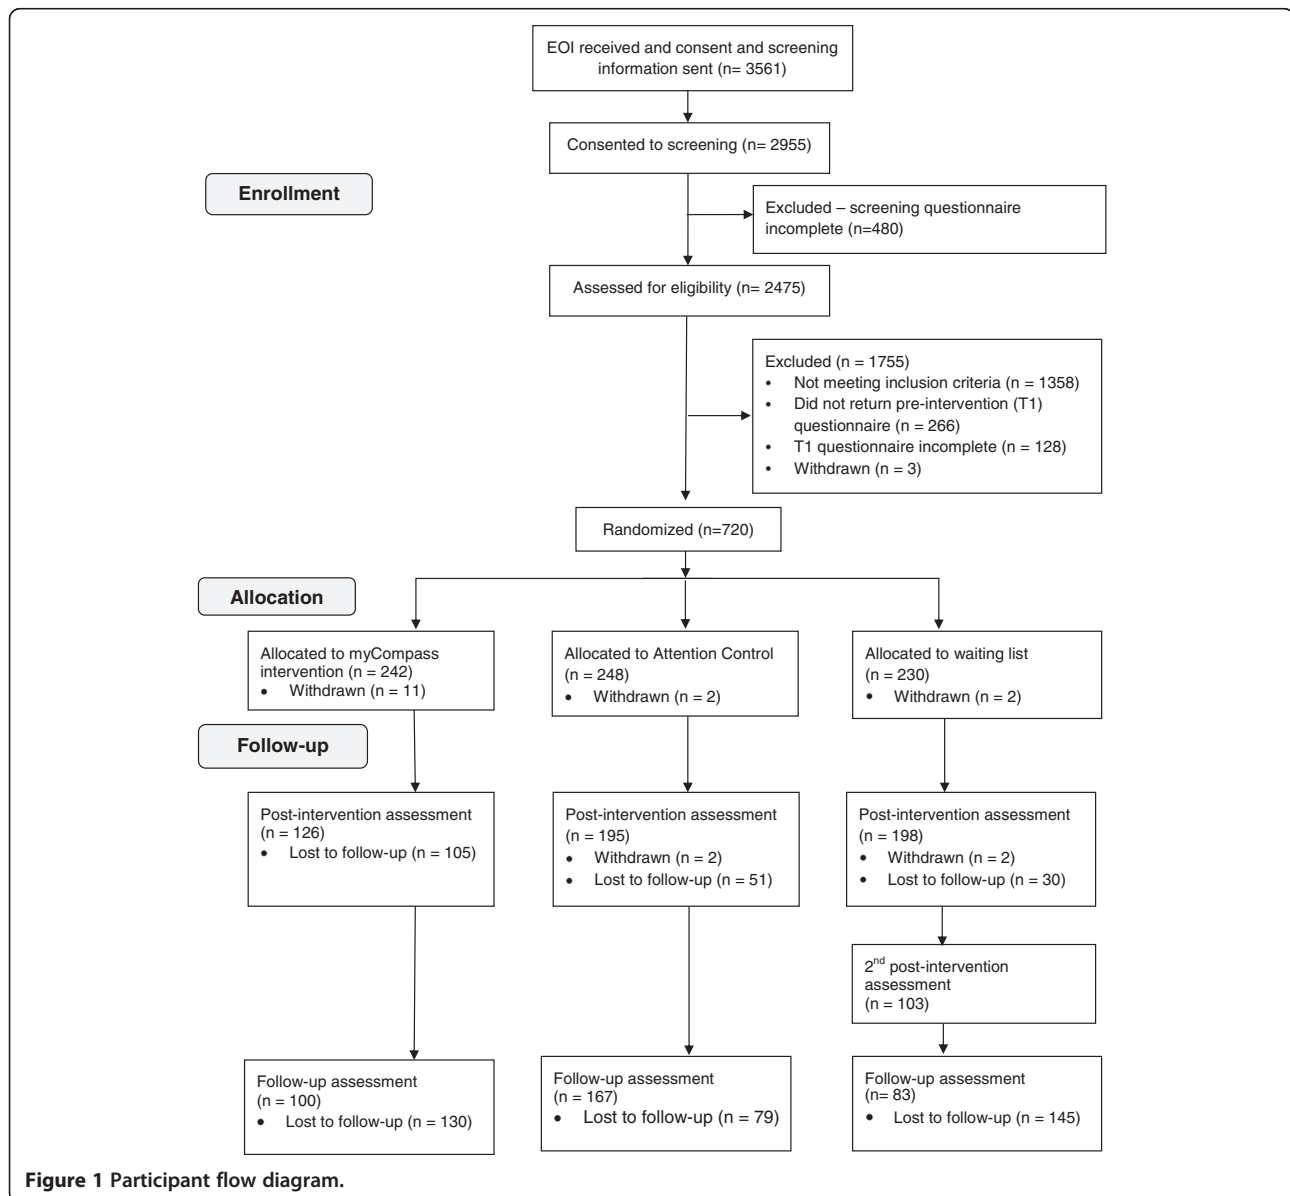 EOI received and consent and screening
information sent (n= 3561)
Consented to screening (n= 2955)
Enrollment
Excluded – screening questionnaire
incomplete (n=480)
Assessed for eligibility (n= 2475)
Excluded (n = 1755)
• Not meeting inclusion criteria (n = 1358)
• Did not return pre-intervention (T1)
questionnaire (n = 266)
• T1 questionnaire incomplete (n = 128)
• Withdrawn (n = 3)
Randomized (n=720)
Allocation
Allocated to myCompass
intervention (n = 242)
• Withdrawn (n = 11)
Allocated to Attention Control
(n = 248)
• Withdrawn (n = 2)
Allocated to waiting list
(n = 230)
• Withdrawn (n = 2)
Follow-up
Post-intervention assessment
(n = 126)
• Lost to follow-up (n = 105)
Post-intervention assessment
(n = 195)
• Withdrawn (n = 2)
• Lost to follow-up (n = 51)
Post-intervention assessment
(n = 198)
• Withdrawn (n = 2)
• Lost to follow-up (n = 30)
2nd post-intervention
assessment
(n = 103)
Follow-up assessment
(n = 100)
• Lost to follow-up (n = 130)
Follow-up assessment
(n = 167)
• Lost to follow-up (n = 79)
Follow-up assessment
(n= 83)
• Lost to follow-up (n = 145)
Figure 1 Participant flow diagram.